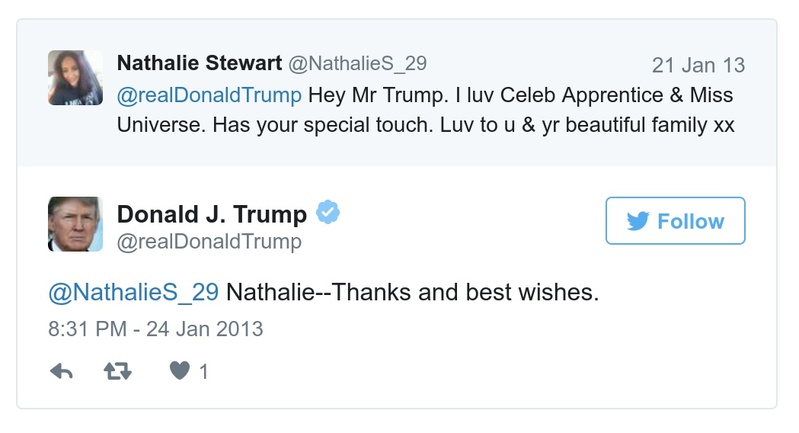 Nathalie Stewart @NathalieS_29 21 Jan 13
@realDonaldTrump Hey Mr Trump. I luv Celeb Apprentice & Miss
Universe. Has your special touch. Luv to u & yr beautiful family xx
Donald J. Trump
@realDonaldTrump
Follow
@NathalieS_29 Nathalie--Thanks and best wishes.
8:31 PM - 24 Jan 2013
1